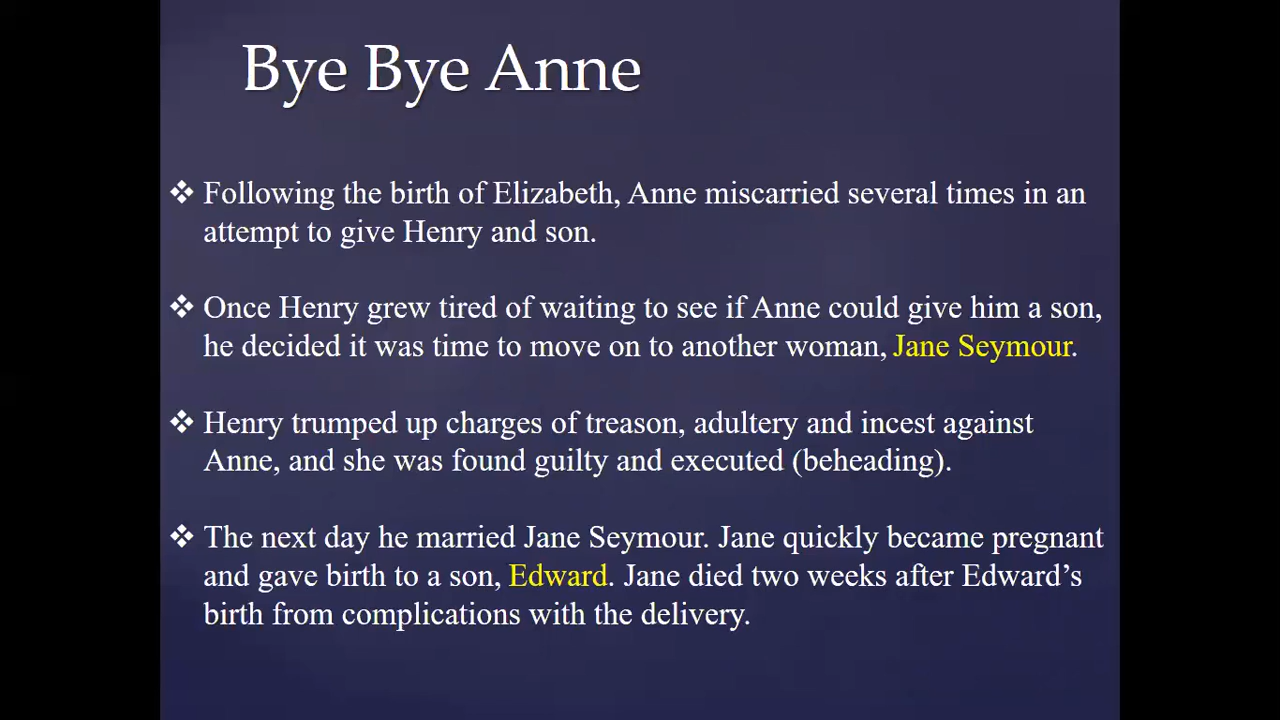 Bye Bye Anne
❖ Following the birth of Elizabeth, Anne miscarried several times in an
attempt to give Henry and son.
❖ Once Henry grew tired of waiting to see if Anne could give him a son,
he decided it was time to move on to another woman, Jane Seymour.
❖ Henry trumped up charges of treason, adultery and incest against
Anne, and she was found guilty and executed (beheading).
❖ The next day he married Jane Seymour. Jane quickly became pregnant
and gave birth to a son, Edward. Jane died two weeks after Edward’s
birth from complications with the delivery.